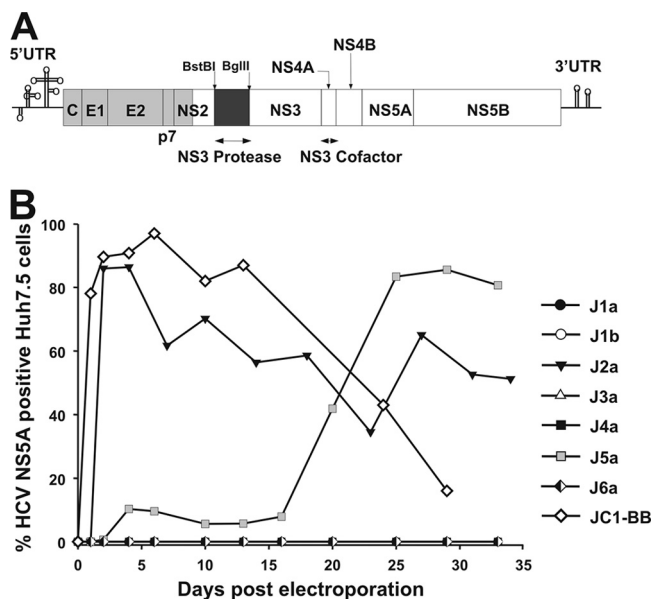 A
5'UTR
BstBI BglII NS4A NS4B 3'UTR
C E1 E2 NS2 NS3 NS5A NS5B
p7
NS3 Protease NS3 Cofactor
B
% HCV NS5A positive Huh7.5 cells
100
80
60
40
20
0
0 5 10 15 20 25 30 35
Days post electroporation
J1a
J1b
J2a
J3a
J4a
J5a
J6a
JC1-BB